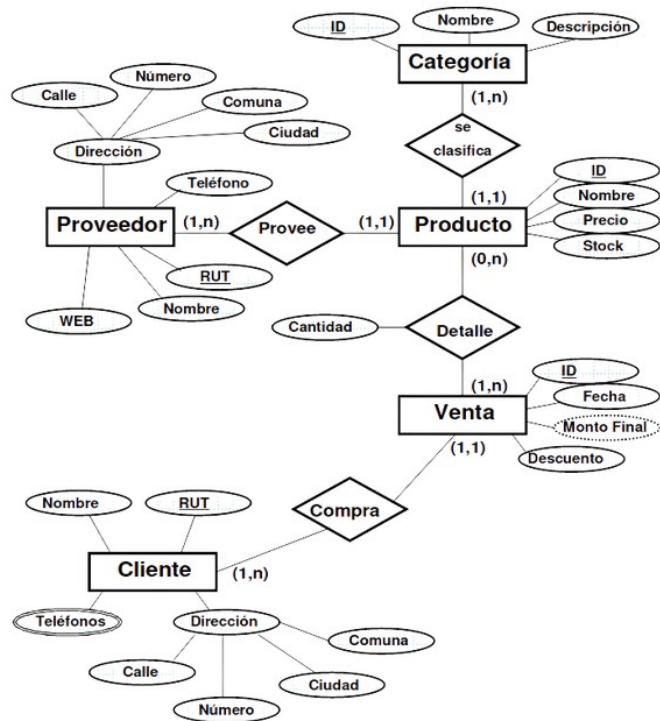 ID
Nombre
Descripción
Categoría
(1,n)
se
clasifica
(1,1)
Número
Calle
Comuna
Ciudad
Dirección
Teléfono
Proveedor
(1,n)
Provee
(1,1)
Producto
(0,n)
ID
Nombre
Precio
Stock
RUT
Nombre
WEB
Cantidad
Detalle
(1,n)
Venta
(1,1)
ID
Fecha
Monto Final
Descuento
Compra
Nombre
RUT
Cliente
(1,n)
Teléfonos
Dirección
Comuna
Calle
Ciudad
Número